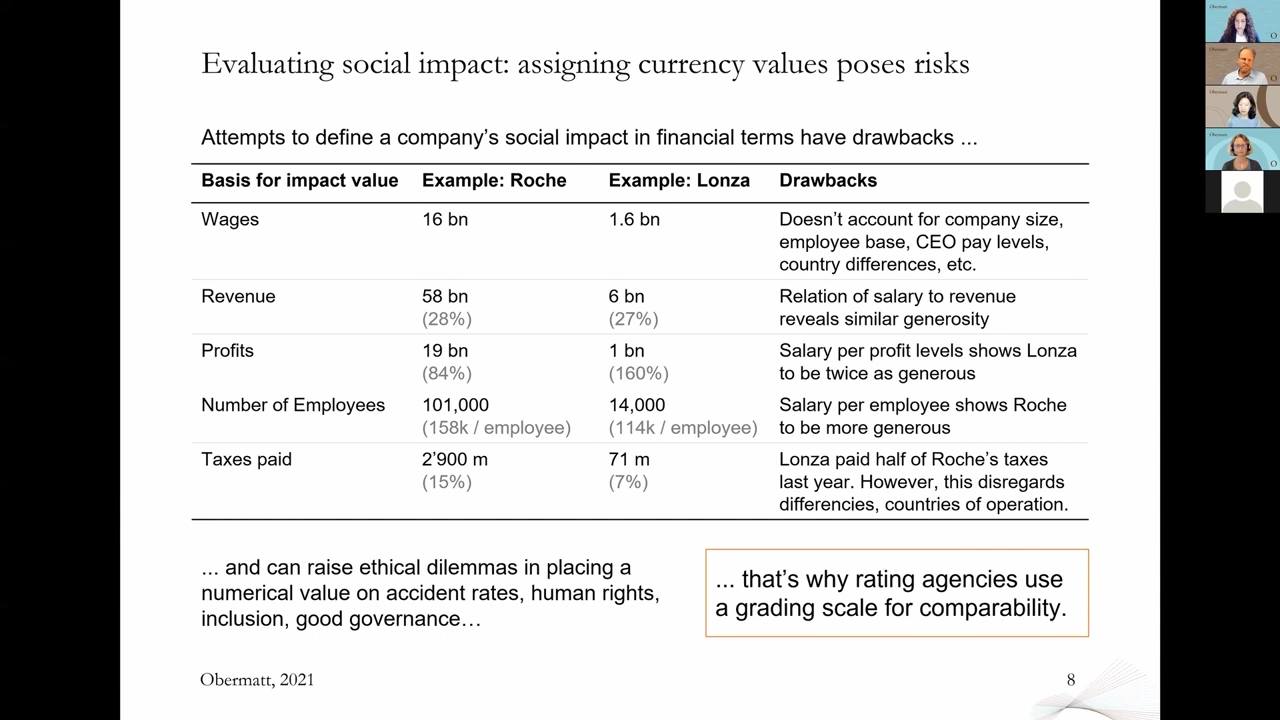 Evaluating social impact: assigning currency values poses risks
Attempts to define a company's social impact in financial terms have drawbacks ...
Basis for impact value Example: Roche Example: Lonza Drawbacks
Wages 16 bn 1.6 bn Doesn't account for company size,
employee base, CEO pay levels,
country differences, etc.
Revenue 58 bn 6 bn Relation of salary to revenue
(28%) (27%) reveals similar generosity
Profits 19 bn 1 bn Salary per profit levels shows Lonza
(84%) (160%) to be twice as generous
Number of Employees 101,000 14,000 Salary per employee shows Roche
(158k / employee) (114k / employee) to be more generous
Taxes paid 2'900 m 71 m Lonza paid half of Roche's taxes
(15%) (7%) last year. However, this disregards
differencies, countries of operation.
... and can raise ethical dilemmas in placing a
numerical value on accident rates, human rights,
inclusion, good governance…
... that's why rating agencies use
a grading scale for comparability.
Obermatt, 2021
8
Obermatt
Obermatt
Obermatt
Obermatt